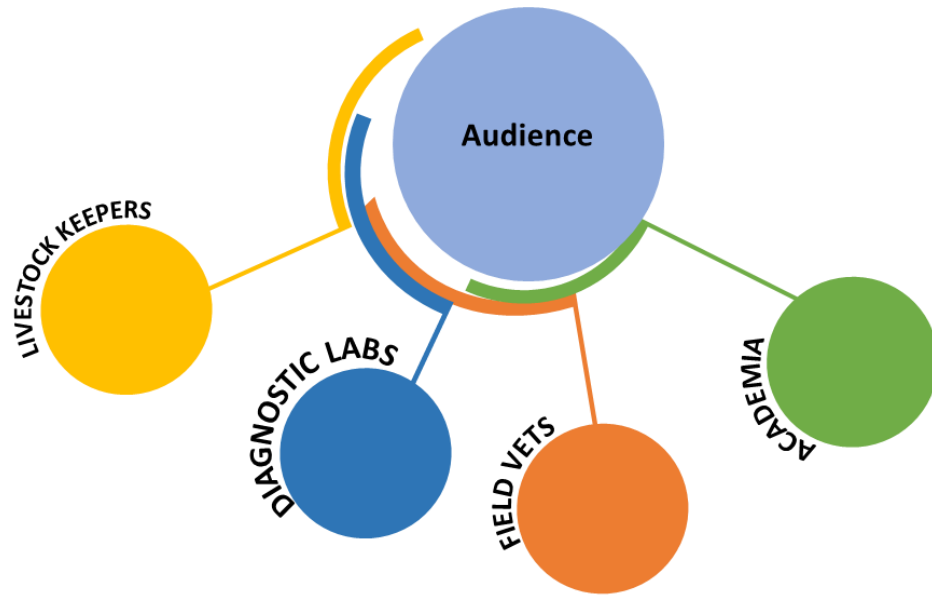 Audience
LIVESTOCK KEEPERS
DIAGNOSTIC LABS
FIELD VETS
ACADEMIA